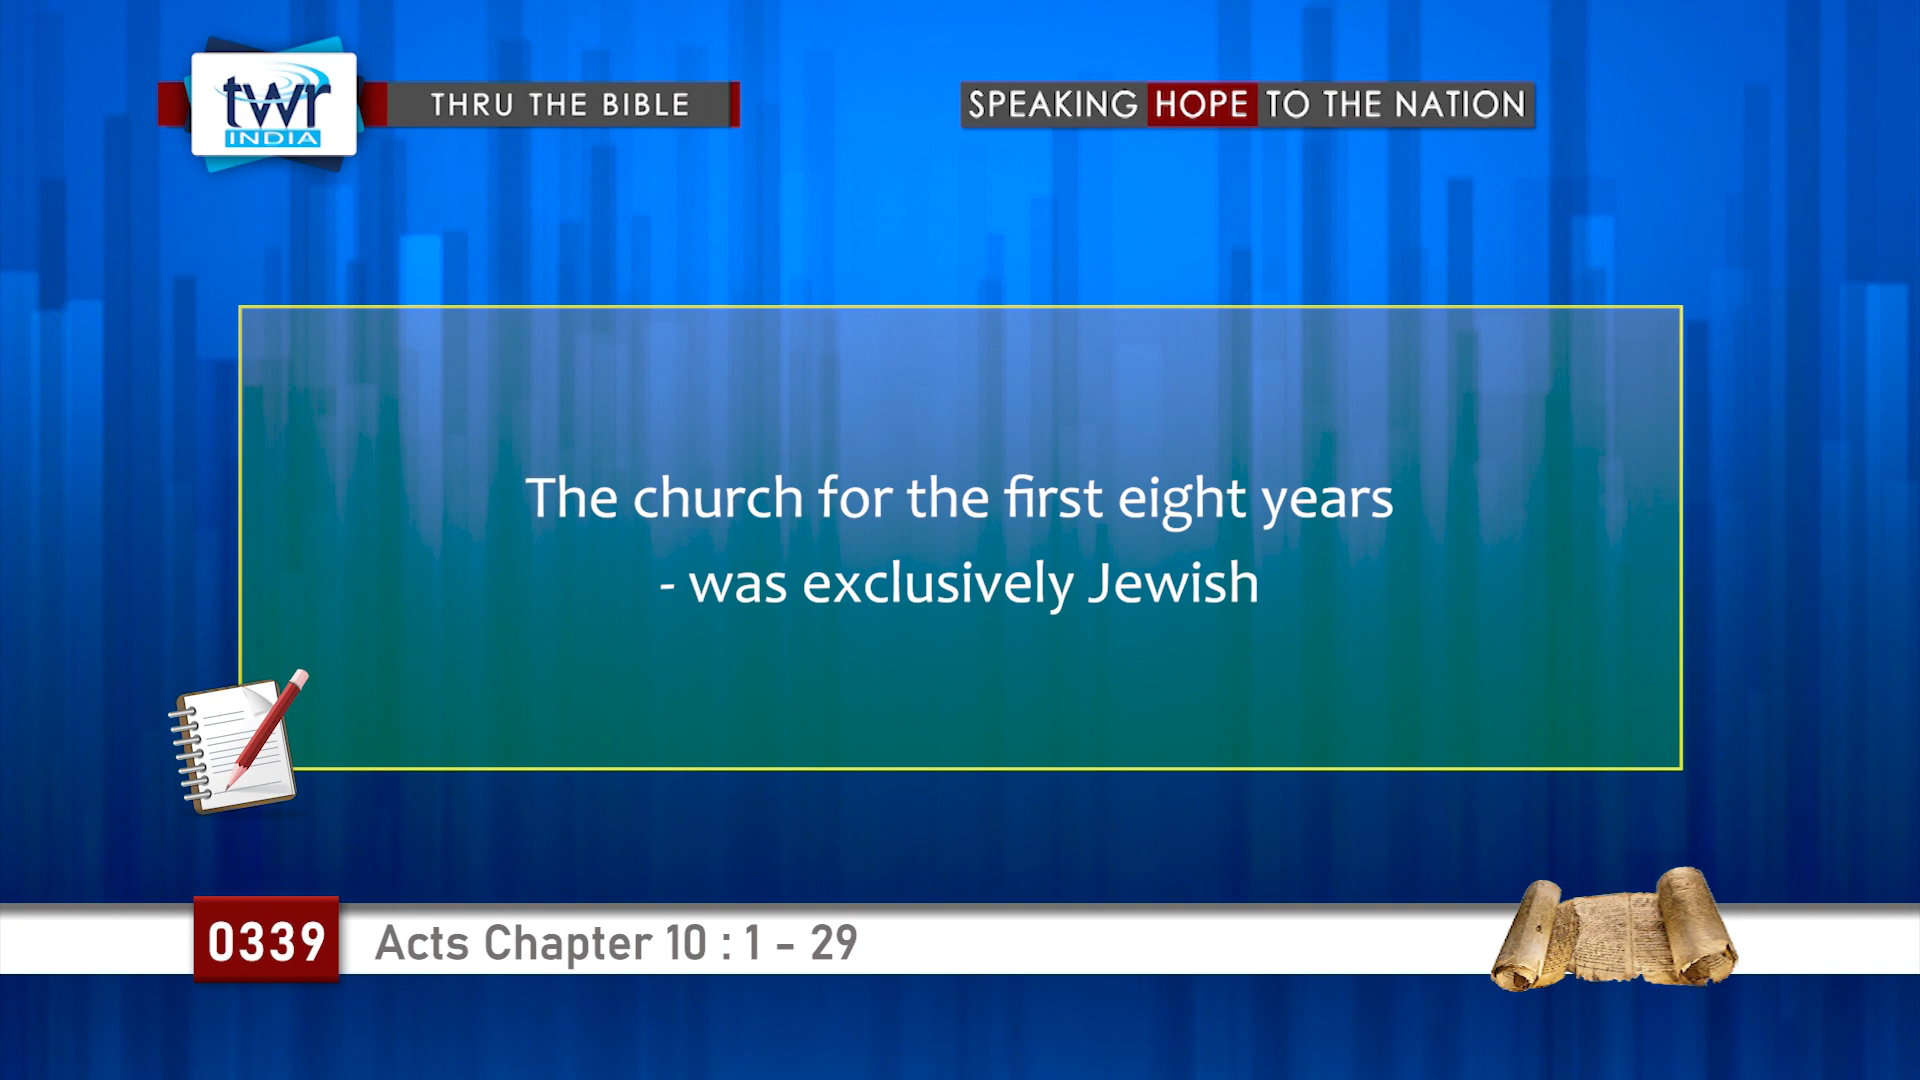 twr
INDIA
THRU THE BIBLE
SPEAKING HOPE TO THE NATION
The church for the first eight years
- was exclusively Jewish
0339
Acts Chapter 10 : 1 - 29